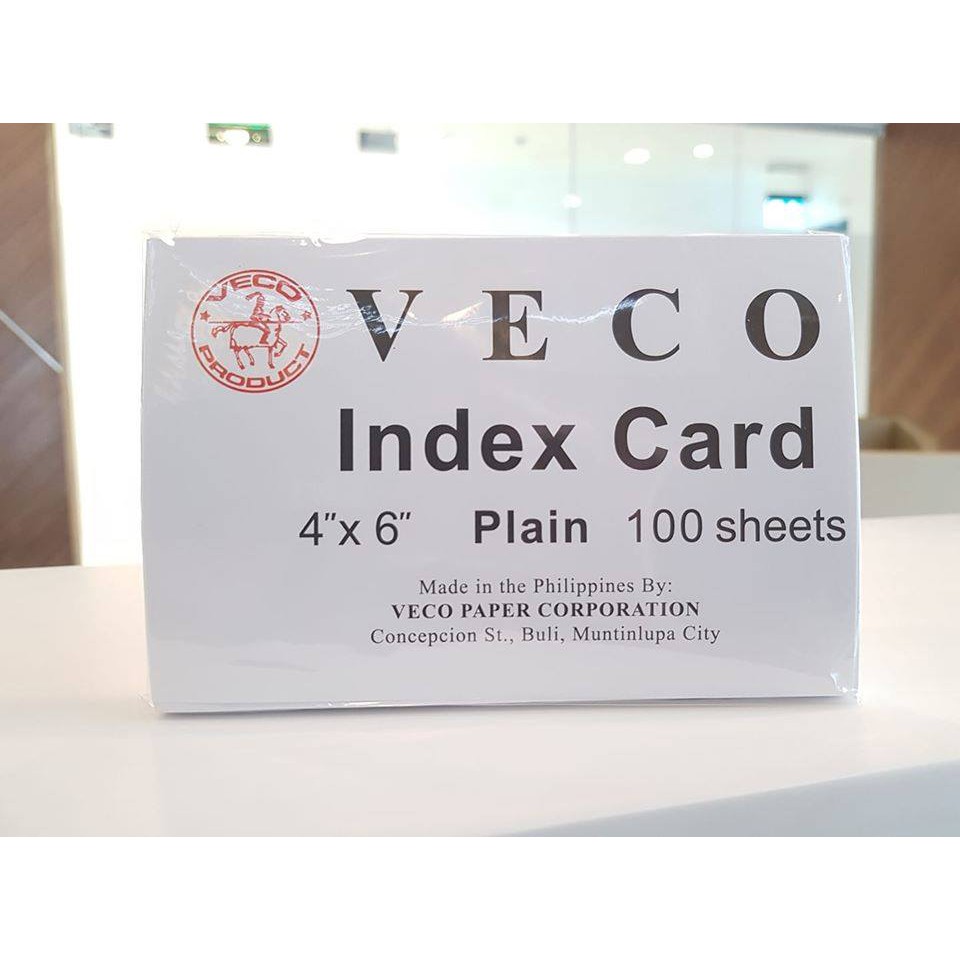 VECO
PRODUCT
VECO
Index Card
4"x 6" Plain 100 sheets
Made in the Philippines By:
VECO PAPER CORPORATION
Concepcion St., Buli, Muntinlupa City